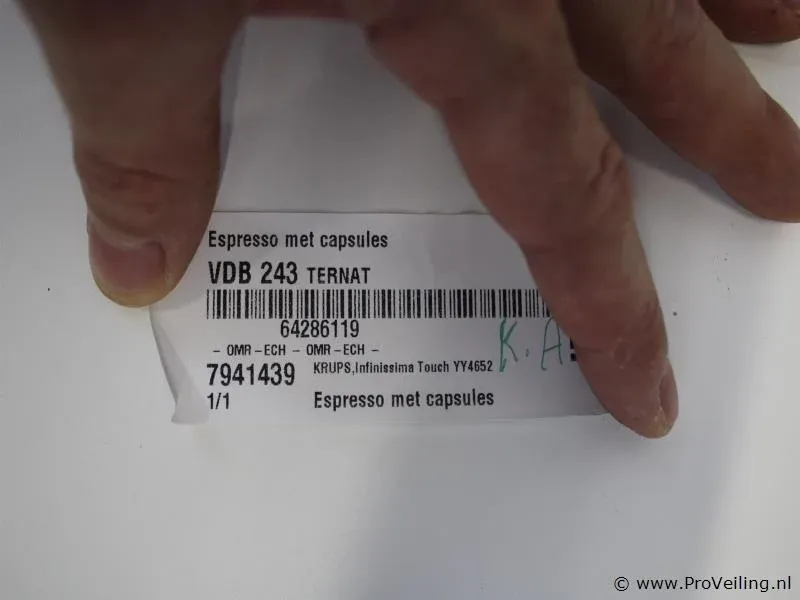 Espresso met capsules
VDB 243 TERNAT
64286119
- OMR-ECH - OMR-ECH -
7941439 KRUPS,Infinissima Touch YY4652
K.A
1/1 Espresso met capsules
© www.ProVeiling.nl